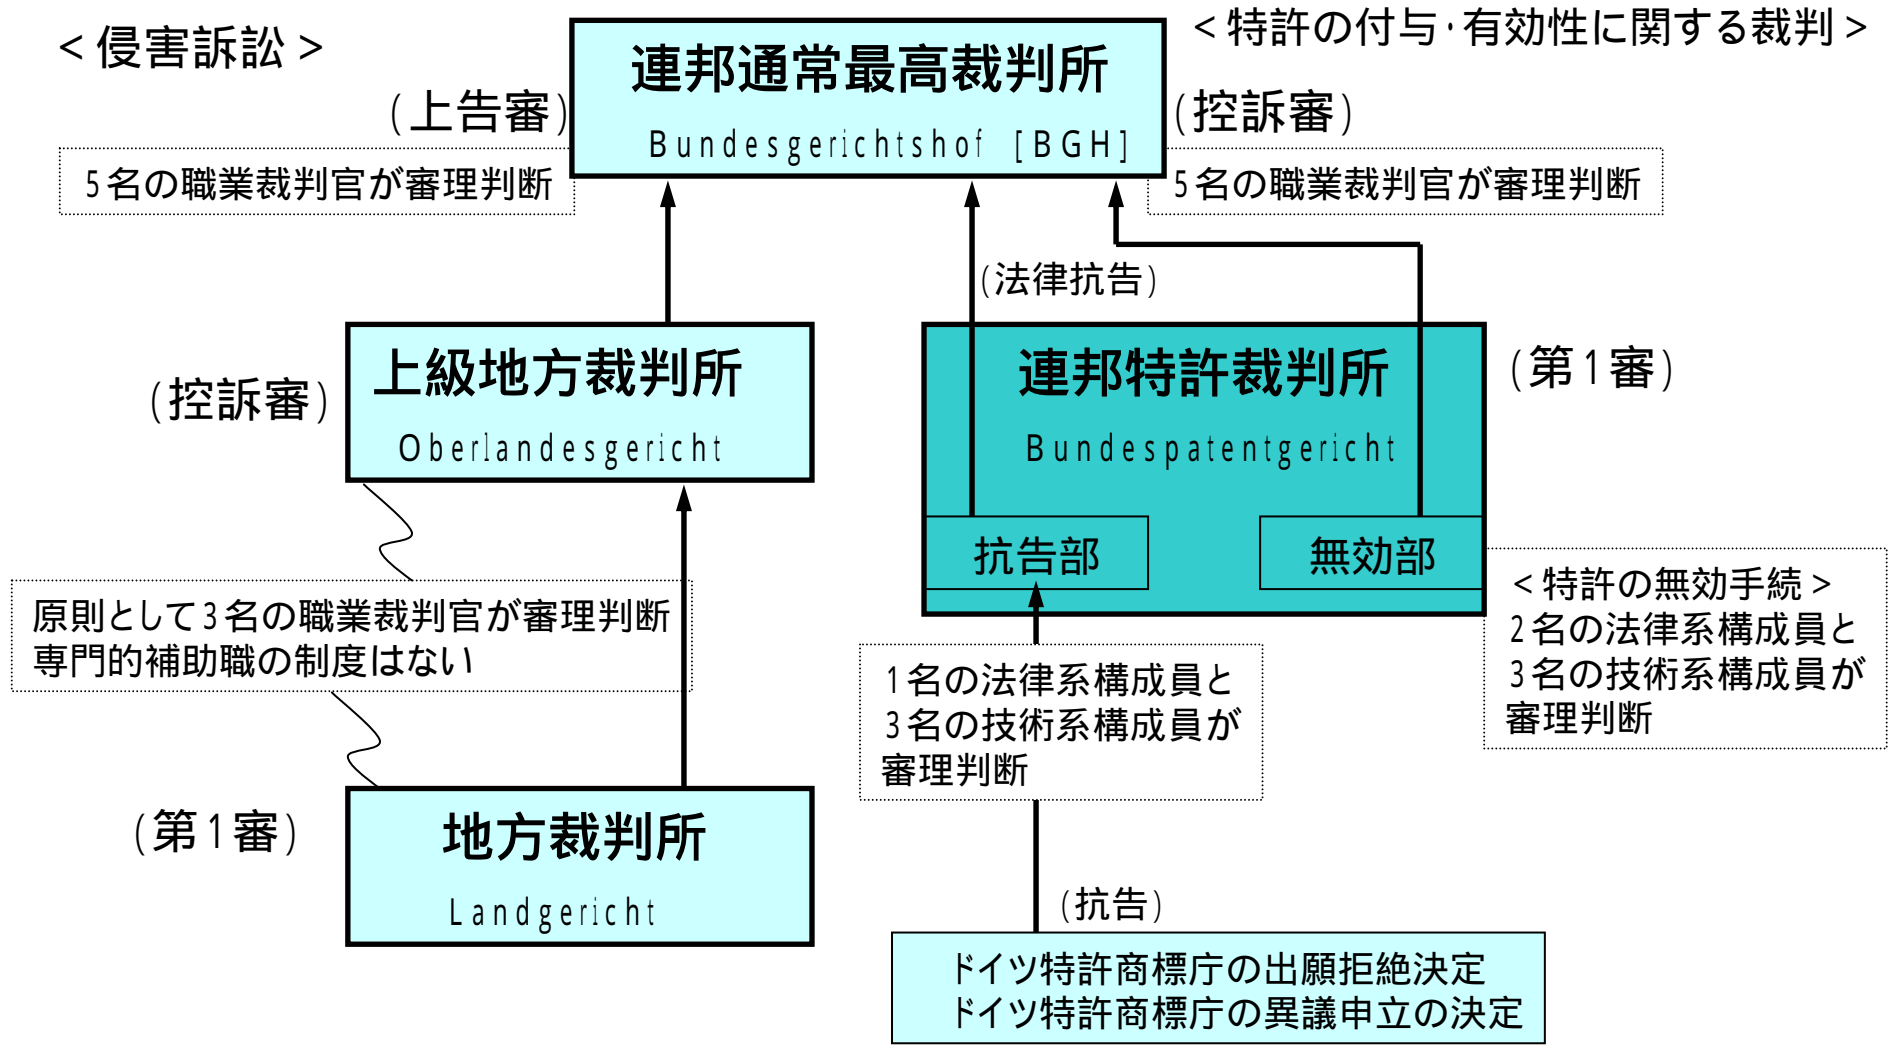 ＜侵害訴訟＞
＜特許の付与・有効性に関する裁判＞
連邦通常最高裁判所
Bundesgerichtshof [BGH]
(上告審)
(控訴審)
5名の職業裁判官が審理判断
5名の職業裁判官が審理判断
(法律抗告)
上級地方裁判所
Oberlandesgericht
(控訴審)
連邦特許裁判所
Bundespatentgericht
(第1審)
抗告部
無効部
原則として3名の職業裁判官が審理判断
専門的補助職の制度はない
＜特許の無効手続＞
2名の法律系構成員と
3名の技術系構成員が
審理判断
1名の法律系構成員と
3名の技術系構成員が
審理判断
(第1審)
地方裁判所
Landgericht
(抗告)
ドイツ特許商標庁の出願拒絶決定
ドイツ特許商標庁の異議申立の決定